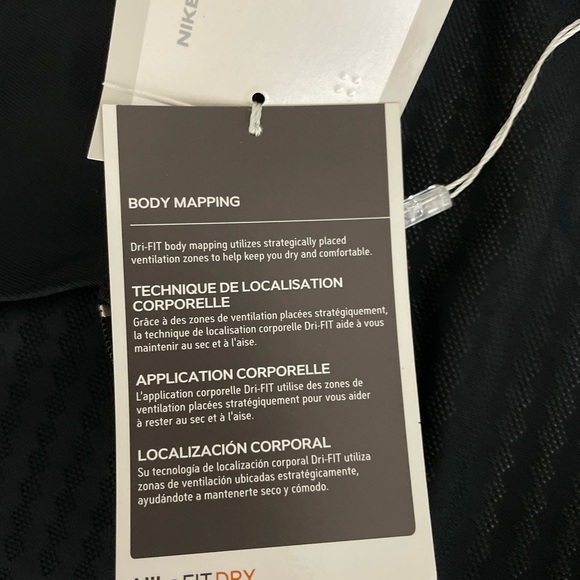 NIKE
BODY MAPPING
Dri-FIT body mapping utilizes strategically placed
ventilation zones to help keep you dry and comfortable.
TECHNIQUE DE LOCALISATION
CORPORELLE
Grâce à des zones de ventilation placées stratégiquement,
la technique de localisation corporelle Dri-FIT aide à vous
maintenir au sec et à l'aise.
APPLICATION CORPORELLE
L'application corporelle Dri-FIT utilise des zones de
ventilation placées stratégiquement pour vous aider
à rester au sec et à l'aise.
LOCALIZACIÓN CORPORAL
Su tecnología de localización corporal Dri-FIT utiliza
zonas de ventilación ubicadas estratégicamente,
ayudándote a mantenerte seco y cómodo.
NikeFITDRY